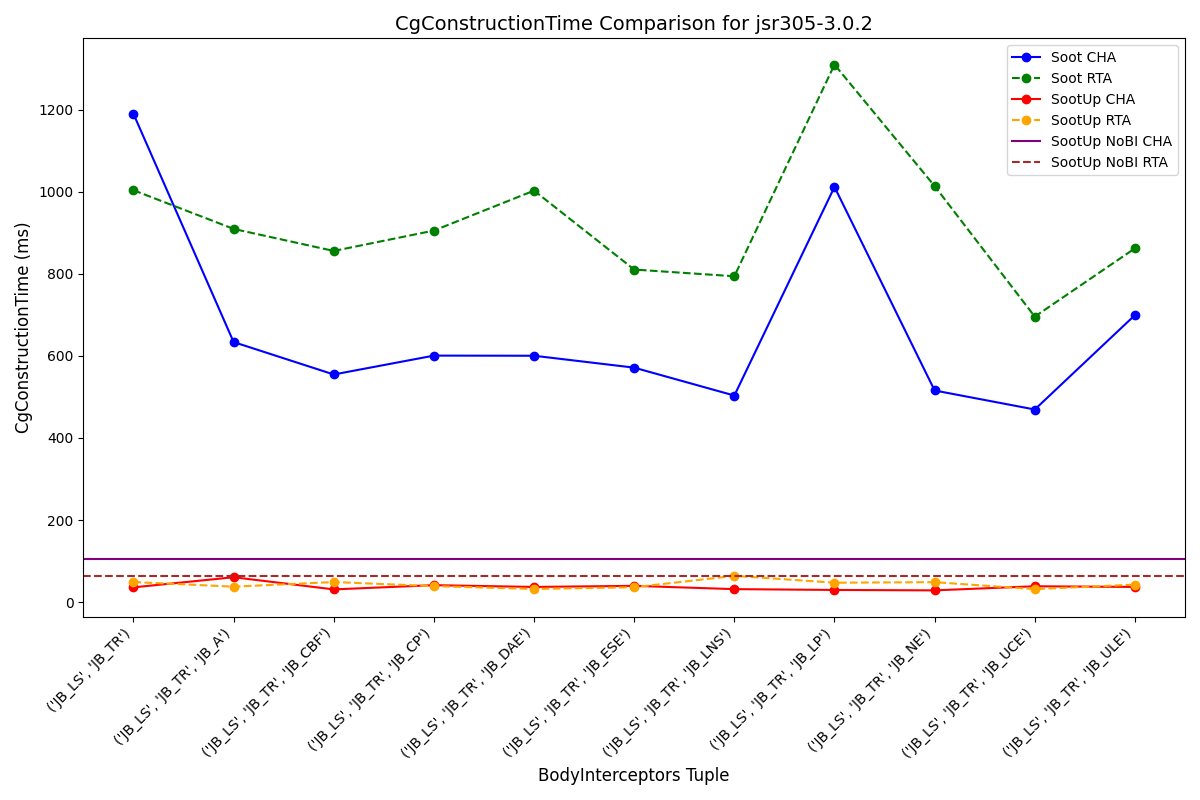 CgConstructionTime Comparison for jsr305-3.0.2
Soot CHA
Soot RTA
SootUp CHA
SootUp RTA
SootUp NoBI CHA
SootUp NoBI RTA
CgConstructionTime (ms)
1200
1000
800
600
400
200
0
('JB_LS', 'JB_TR')
('JB_LS', 'JB_TR', 'JB_A')
('JB_LS', 'JB_TR', 'JB_CBF')
('JB_LS', 'JB_TR', 'JB_CP')
('JB_LS', 'JB_TR', 'JB_DAE')
('JB_LS', 'JB_TR', 'JB_ESE')
('JB_LS', 'JB_TR', 'JB_LNS')
('JB_LS', 'JB_TR', 'JB_LP')
('JB_LS', 'JB_TR', 'JB_NE')
('JB_LS', 'JB_TR', 'JB_UCE')
('JB_LS', 'JB_TR', 'JB_ULE')
BodyInterceptors Tuple